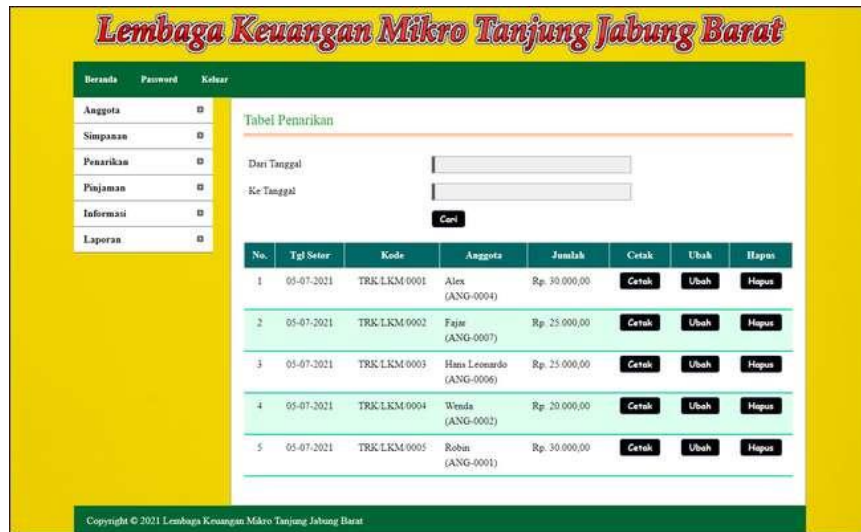 Lembaga Keuangan Mikro Tanjung Jabung Barat
Beranda Password Keluar
Anggota
Simpanan
Penarikan
Pinjaman
Informasi
Laporan
Tabel Penarikan
Dari Tanggal
Ke Tanggal
Cari
No. Tgl Setor Kode Anggota Jumlah Cetak Ubah Hapus
1 05-07-2021 TRK/LKM/0001 Alex Rp. 30.000,00 Cetak Ubah Hapus
(ANG-0004)
2 05-07-2021 TRK/LKM/0002 Fajar Rp. 25.000,00 Cetak Ubah Hapus
(ANG-0007)
3 05-07-2021 TRK/LKM/0003 Hans Leonardo Rp. 25.000,00 Cetak Ubah Hapus
(ANG-0006)
4 05-07-2021 TRK/LKM/0004 Wenda Rp. 20.000,00 Cetak Ubah Hapus
(ANG-0002)
5 05-07-2021 TRK/LKM/0005 Robin Rp. 30.000,00 Cetak Ubah Hapus
(ANG-0001)
Copyright © 2021 Lembaga Keuangan Mikro Tanjung Jabung Barat